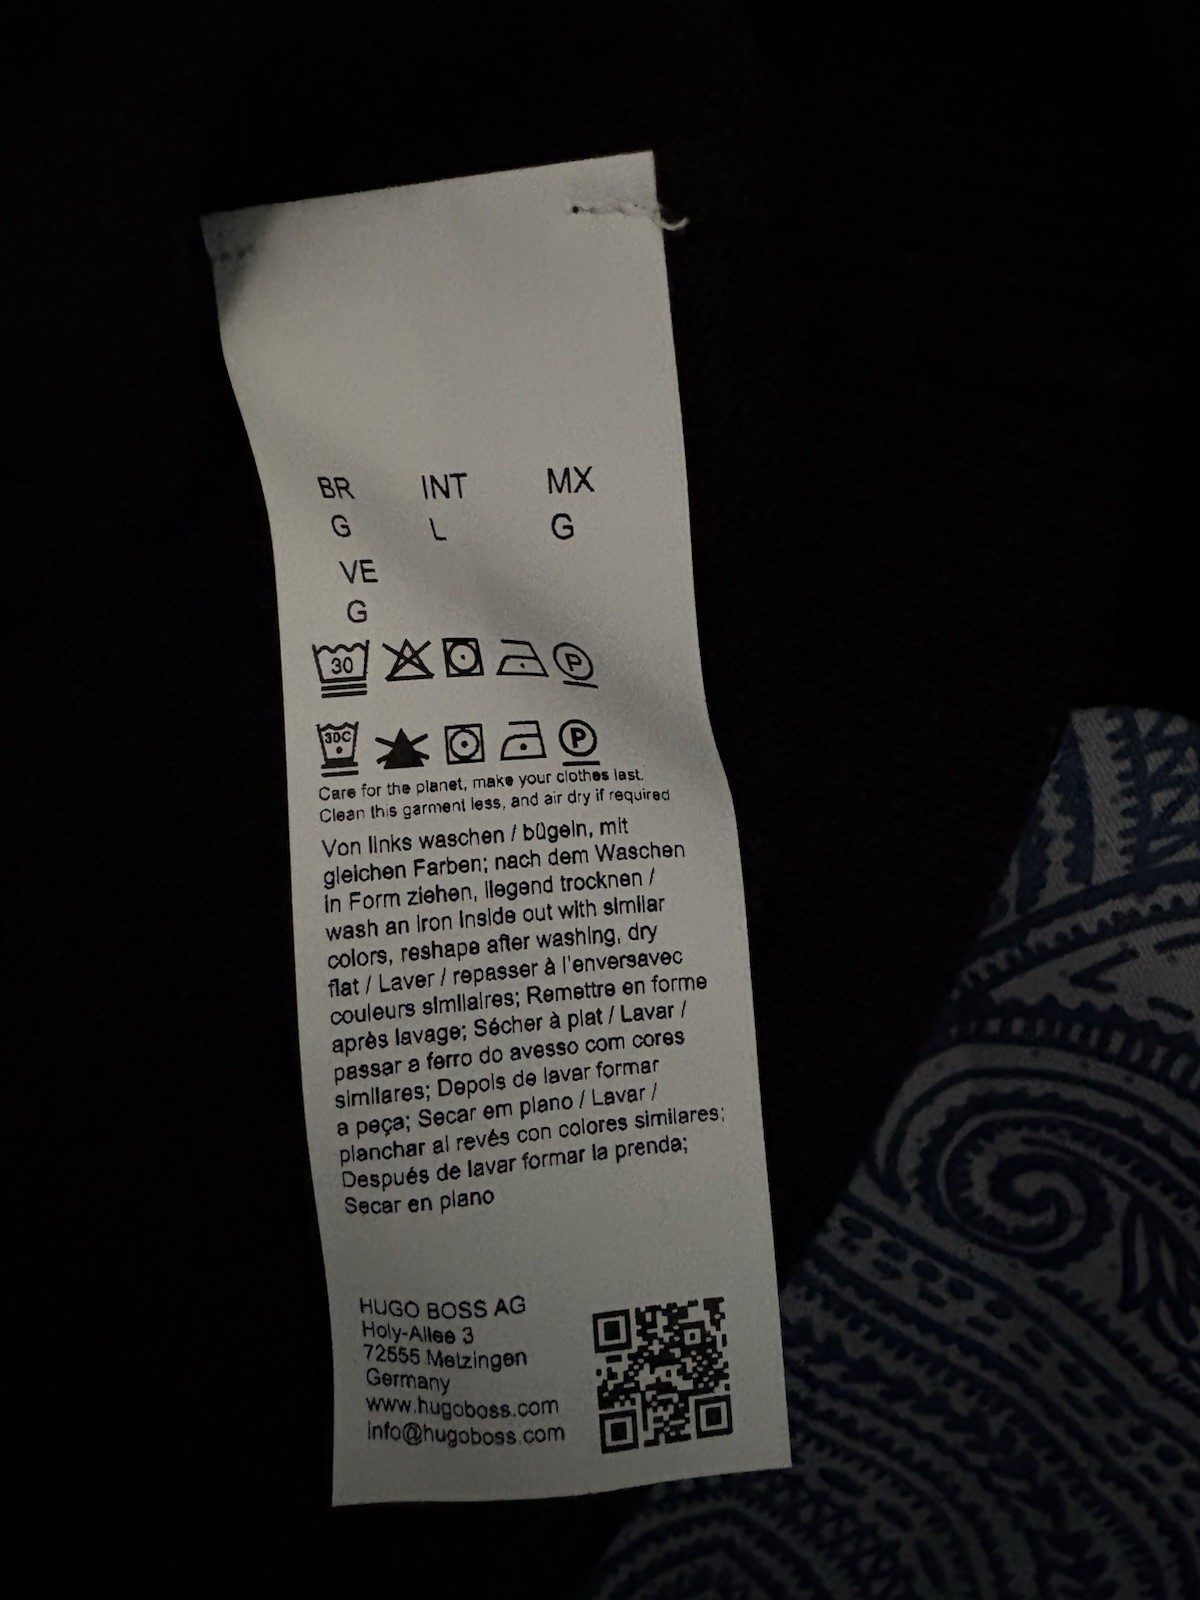 BR INT MX
G L G
VE
G
30 P
30C P
Care for the planet, make your clothes last.
Clean this garment less, and air dry if required
Von links waschen / bügeln, mit
gleichen Farben; nach dem Waschen
in Form ziehen, liegend trocknen /
wash an iron inside out with similar
colors, reshape after washing, dry
flat / Laver / repasser à l'enversavec
couleurs similaires; Remettre en forme
après lavage; Sécher à plat / Lavar /
passar a ferro do avesso com cores
similares; Depois de lavar formar
a peça; Secar em plano / Lavar /
planchar al revés con colores similares;
Después de lavar formar la prenda;
Secar en plano
HUGO BOSS AG
Holy-Allee 3
72555 Metzingen
Germany
www.hugoboss.com
info@hugoboss.com